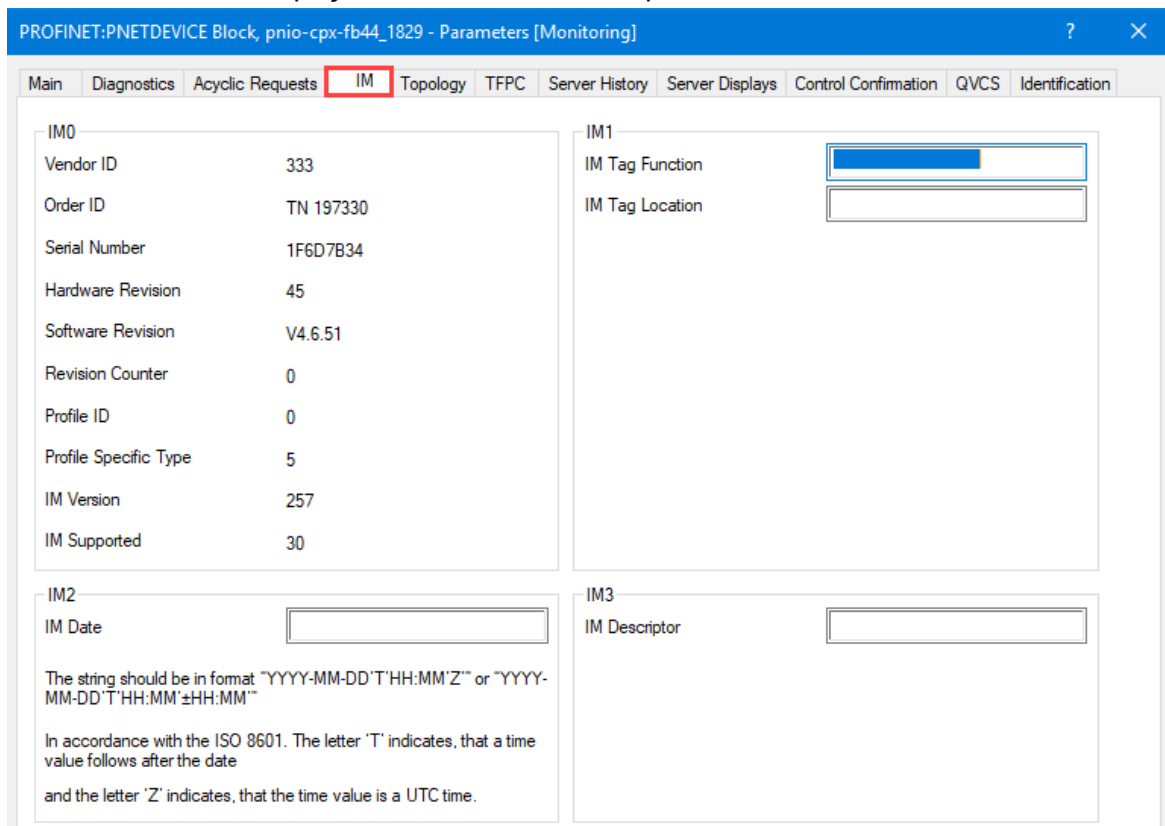 PROFINET:PNETDEVICE Block, pnio-cpx-fb44_1829 - Parameters [Monitoring] ? ×
Main Diagnostics Acyclic Requests IM Topology TFPC Server History Server Displays Control Confirmation QVCS Identification
IM0
Vendor ID 333
Order ID TN 197330
Serial Number 1F6D7B34
Hardware Revision 45
Software Revision V4.6.51
Revision Counter 0
Profile ID 0
Profile Specific Type 5
IM Version 257
IM Supported 30
IM1
IM Tag Function
IM Tag Location
IM2
IM Date
The string should be in format "YYYY-MM-DD'T'HH:MM'Z'" or "YYYY-
MM-DD'T'HH:MM'±HH:MM'"
In accordance with the ISO 8601. The letter 'T' indicates, that a time
value follows after the date
and the letter 'Z' indicates, that the time value is a UTC time.
IM3
IM Descriptor